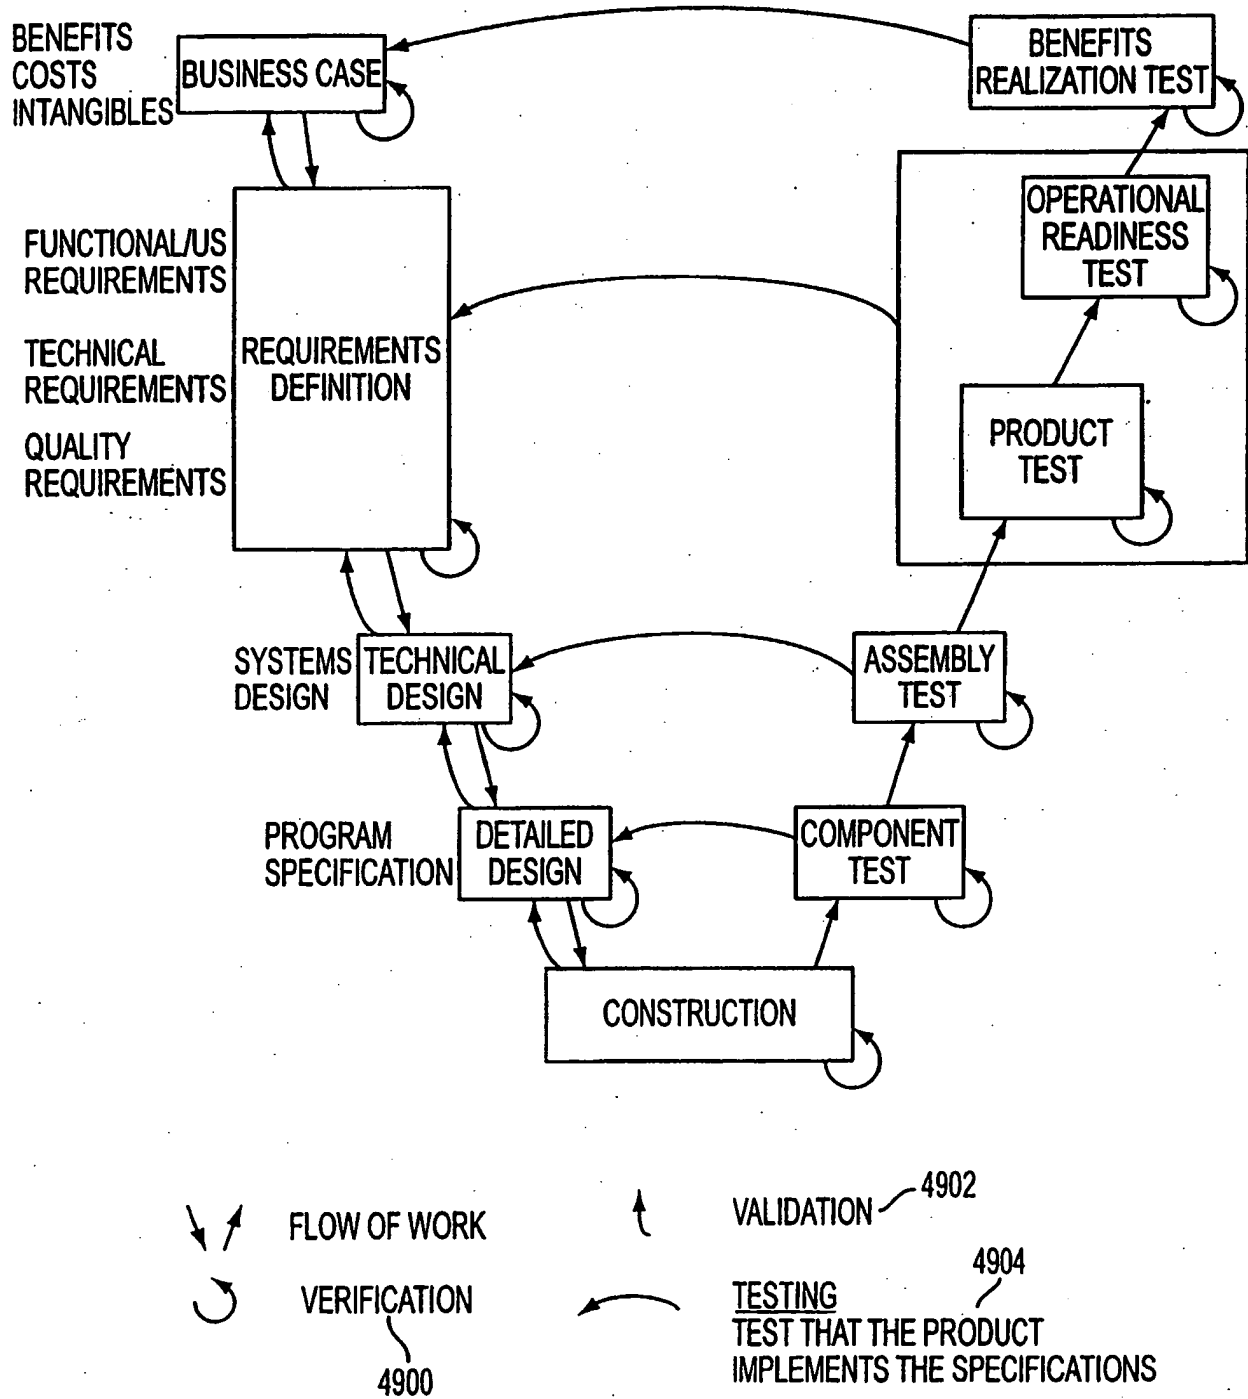 BENEFITS
COSTS
INTANGIBLES
BUSINESS CASE
BENEFITS
REALIZATION TEST
OPERATIONAL
READINESS
TEST
FUNCTIONAL/US
REQUIREMENTS
TECHNICAL
REQUIREMENTS
QUALITY
REQUIREMENTS
REQUIREMENTS
DEFINITION
PRODUCT
TEST
SYSTEMS
DESIGN
TECHNICAL
DESIGN
ASSEMBLY
TEST
PROGRAM
SPECIFICATION
DETAILED
DESIGN
COMPONENT
TEST
CONSTRUCTION
FLOW OF WORK
VALIDATION
4902
VERIFICATION
4900
4904
TESTING
TEST THAT THE PRODUCT
IMPLEMENTS THE SPECIFICATIONS